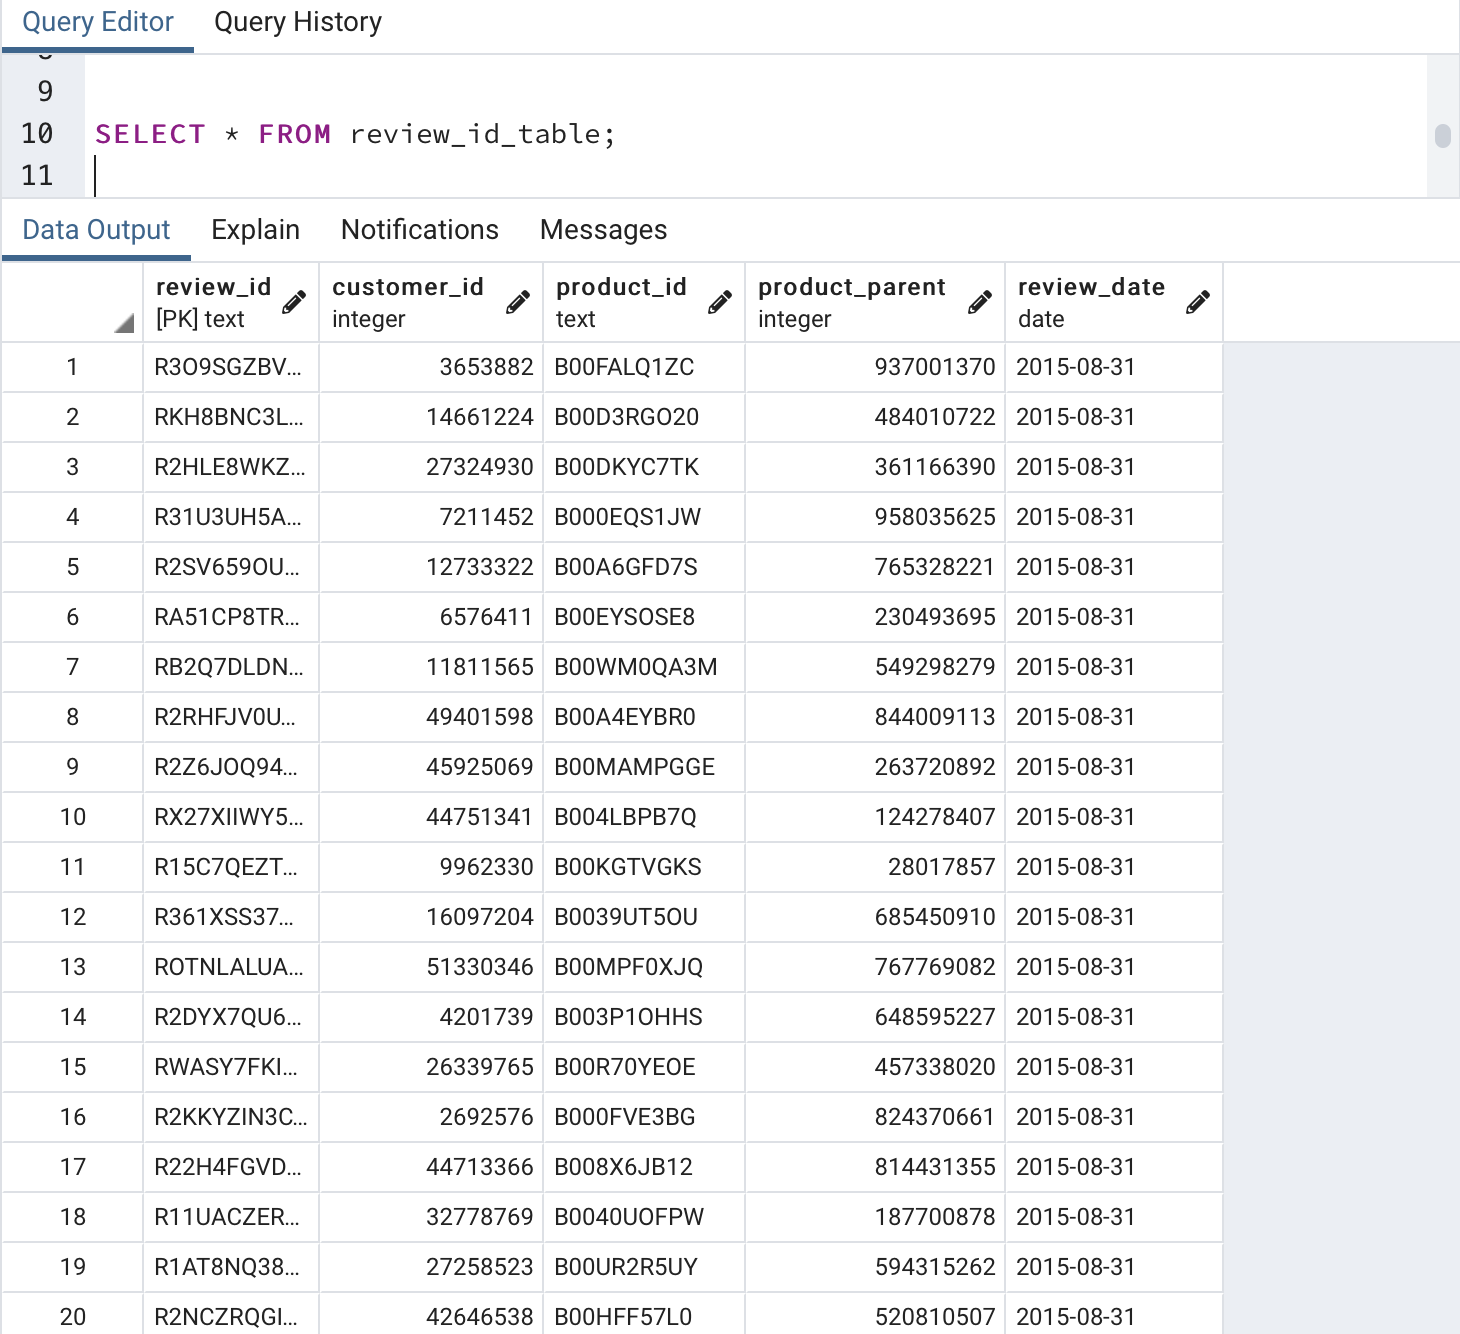 Query Editor Query History
9
10 SELECT * FROM review_id_table;
11
Data Output Explain Notifications Messages
review_id customer_id product_id product_parent review_date
[PK] text integer text integer date
1 R3O9SGZBV... 3653882 B00FALQ1ZC 937001370 2015-08-31
2 RKH8BNC3L... 14661224 B00D3RGO20 484010722 2015-08-31
3 R2HLE8WKZ... 27324930 B00DKYC7TK 361166390 2015-08-31
4 R31U3UH5A... 7211452 B000EQS1JW 958035625 2015-08-31
5 R2SV659OU... 12733322 B00A6GFD7S 765328221 2015-08-31
6 RA51CP8TR... 6576411 B00EYSOSE8 230493695 2015-08-31
7 RB2Q7DLDN... 11811565 B00WM0QA3M 549298279 2015-08-31
8 R2RHFJV0U... 49401598 B00A4EYBR0 844009113 2015-08-31
9 R2Z6JOQ94... 45925069 B00MAMPGGE 263720892 2015-08-31
10 RX27XIIWY5... 44751341 B004LBPB7Q 124278407 2015-08-31
11 R15C7QEZT... 9962330 B00KGTVGKS 28017857 2015-08-31
12 R361XSS37... 16097204 B0039UT5OU 685450910 2015-08-31
13 ROTNLALUA... 51330346 B00MPF0XJQ 767769082 2015-08-31
14 R2DYX7QU6... 4201739 B003P1OHHS 648595227 2015-08-31
15 RWASY7FKI... 26339765 B00R70YEOE 457338020 2015-08-31
16 R2KKYZIN3C... 2692576 B000FVE3BG 824370661 2015-08-31
17 R22H4FGVD... 44713366 B008X6JB12 814431355 2015-08-31
18 R11UACZER... 32778769 B0040UOFPW 187700878 2015-08-31
19 R1AT8NQ38... 27258523 B00UR2R5UY 594315262 2015-08-31
20 R2NCZRQGI... 42646538 B00HFF57L0 520810507 2015-08-31